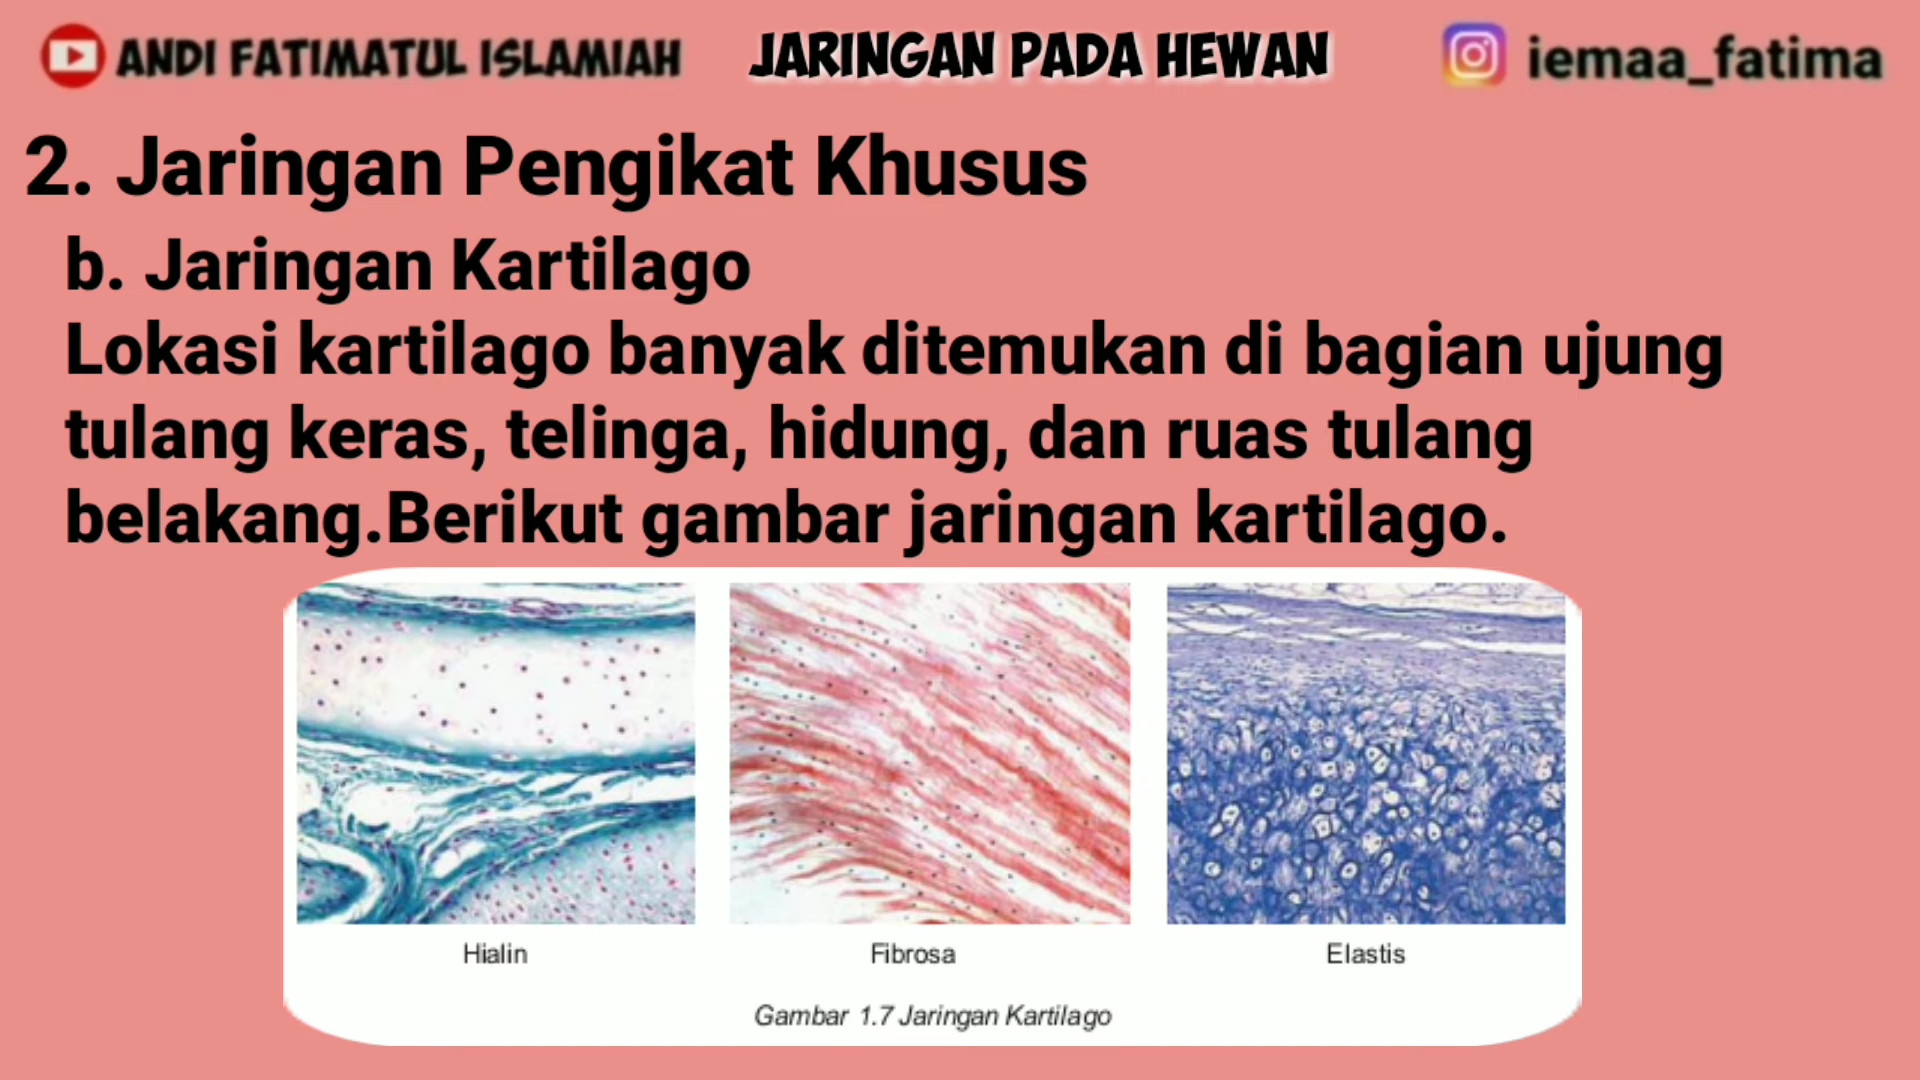 ANDI FATIMATUL ISLAMIAH JARINGAN PADA HEWAN iemaa_fatima
2. Jaringan Pengikat Khusus
b. Jaringan Kartilago
Lokasi kartilago banyak ditemukan di bagian ujung
tulang keras, telinga, hidung, dan ruas tulang
belakang.Berikut gambar jaringan kartilago.
Hialin Fibrosa Elastis
Gambar 1.7 Jaringan Kartilago